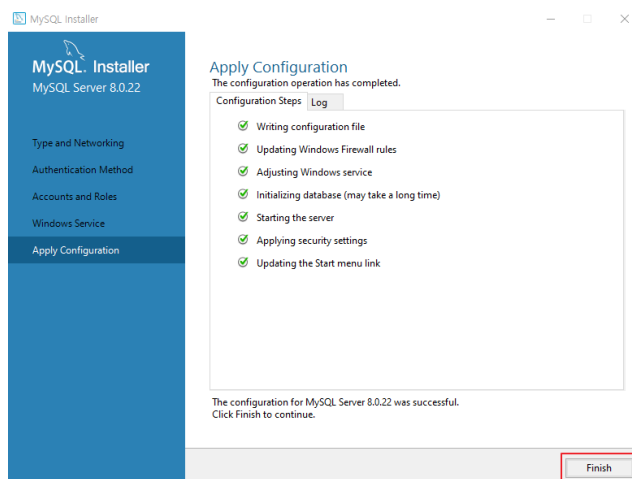 MySQL Installer
MySQL. Installer
MySQL Server 8.0.22
Type and Networking
Authentication Method
Accounts and Roles
Windows Service
Apply Configuration
Apply Configuration
The configuration operation has completed.
Configuration Steps Log
Writing configuration file
Updating Windows Firewall rules
Adjusting Windows service
Initializing database (may take a long time)
Starting the server
Applying security settings
Updating the Start menu link
The configuration for MySQL Server 8.0.22 was successful.
Click Finish to continue.
Finish